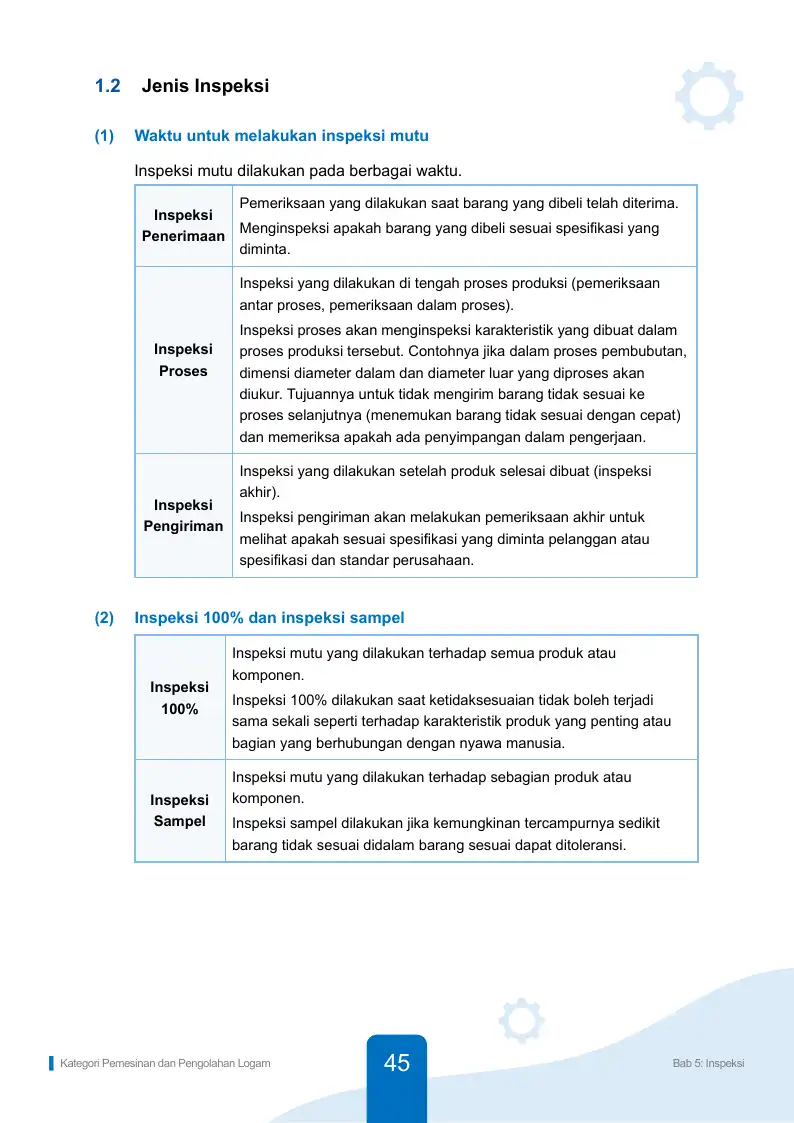 1.2 Jenis Inspeksi
(1) Waktu untuk melakukan inspeksi mutu
Inspeksi mutu dilakukan pada berbagai waktu.
Inspeksi
Penerimaan
Pemeriksaan yang dilakukan saat barang yang dibeli telah diterima.
Menginspeksi apakah barang yang dibeli sesuai spesifikasi yang
diminta.
Inspeksi
Proses
Inspeksi yang dilakukan di tengah proses produksi (pemeriksaan
antar proses, pemeriksaan dalam proses).
Inspeksi proses akan menginspeksi karakteristik yang dibuat dalam
proses produksi tersebut. Contohnya jika dalam proses pembubutan,
dimensi diameter dalam dan diameter luar yang diproses akan
diukur. Tujuannya untuk tidak mengirim barang tidak sesuai ke
proses selanjutnya (menemukan barang tidak sesuai dengan cepat)
dan memeriksa apakah ada penyimpangan dalam pengerjaan.
Inspeksi
Pengiriman
Inspeksi yang dilakukan setelah produk selesai dibuat (inspeksi
akhir).
Inspeksi pengiriman akan melakukan pemeriksaan akhir untuk
melihat apakah sesuai spesifikasi yang diminta pelanggan atau
spesifikasi dan standar perusahaan.
(2) Inspeksi 100% dan inspeksi sampel
Inspeksi
100%
Inspeksi mutu yang dilakukan terhadap semua produk atau
komponen.
Inspeksi 100% dilakukan saat ketidaksesuaian tidak boleh terjadi
sama sekali seperti terhadap karakteristik produk yang penting atau
bagian yang berhubungan dengan nyawa manusia.
Inspeksi
Sampel
Inspeksi mutu yang dilakukan terhadap sebagian produk atau
komponen.
Inspeksi sampel dilakukan jika kemungkinan tercampurnya sedikit
barang tidak sesuai didalam barang sesuai dapat ditoleransi.
Kategori Pemesinan dan Pengolahan Logam
45
Bab 5: Inspeksi